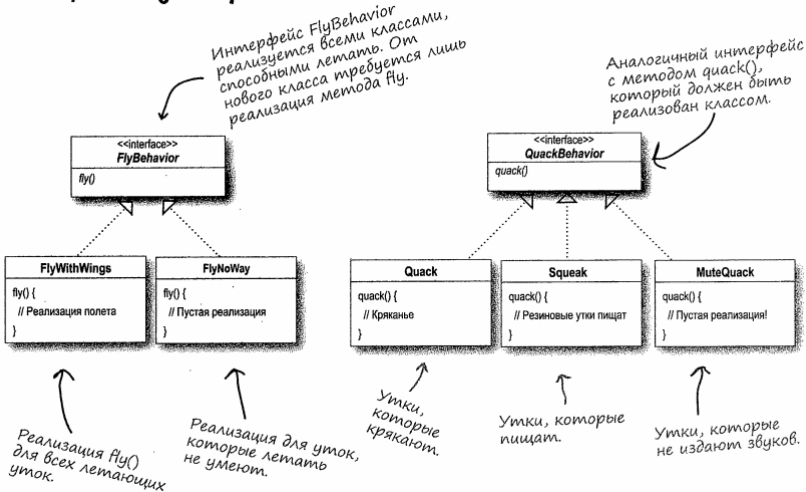 Интерфейс FlyBehavior
реализуется всеми классами,
способными летать. От
нового класса требуется лишь
реализация метода fly.
Аналогичный интерфейс
с методом quack(),
который должен быть
реализован классом.
<<interface>>
FlyBehavior
fly()
<<interface>>
QuackBehavior
quack()
FlyWithWings
fly() {
// Реализация полета
}
FlyNoWay
fly() {
// Пустая реализация
}
Quack
quack() {
// Кряканье
}
Squeak
quack() {
// Резиновые утки пищат
}
MuteQuack
quack() {
// Пустая реализация!
}
Реализация fly()
для всех летающих
уток.
Реализация для уток,
которые летать
не умеют.
Утки,
которые
крякают.
Утки, которые
пищат.
Утки, которые
не издают звуков.